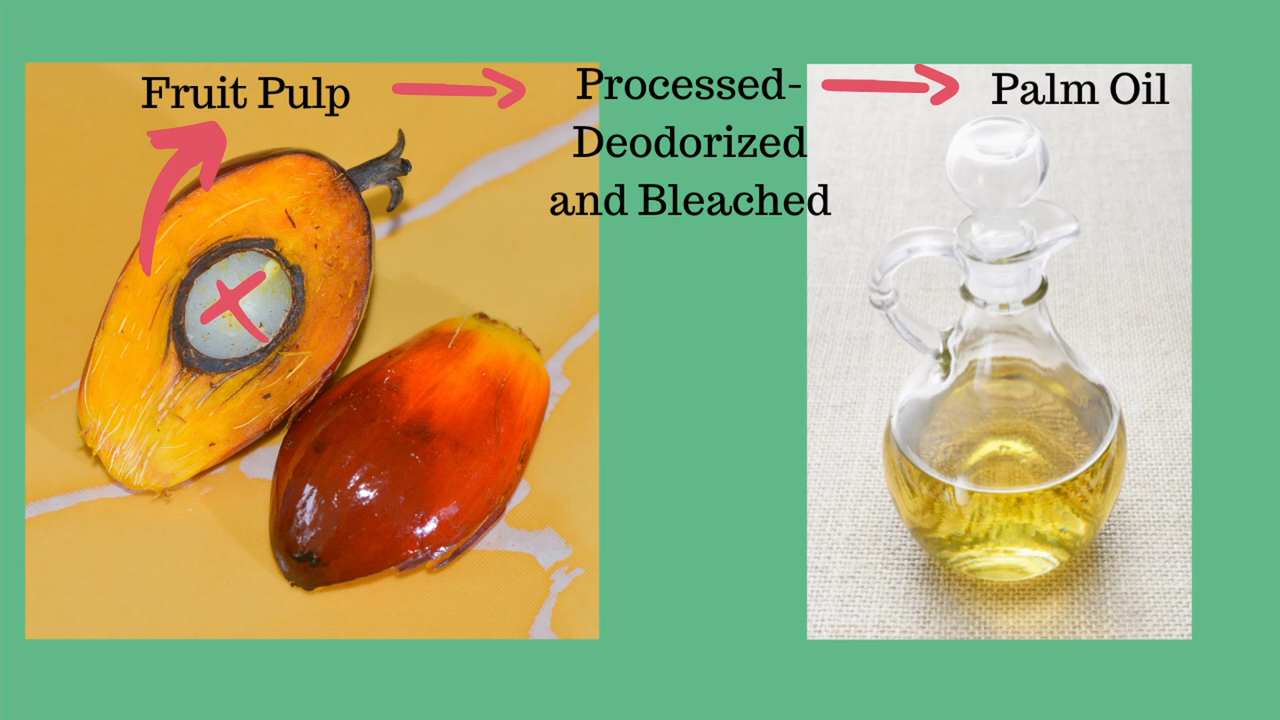 Fruit Pulp
Processed-
Deodorized
and Bleached
Palm Oil